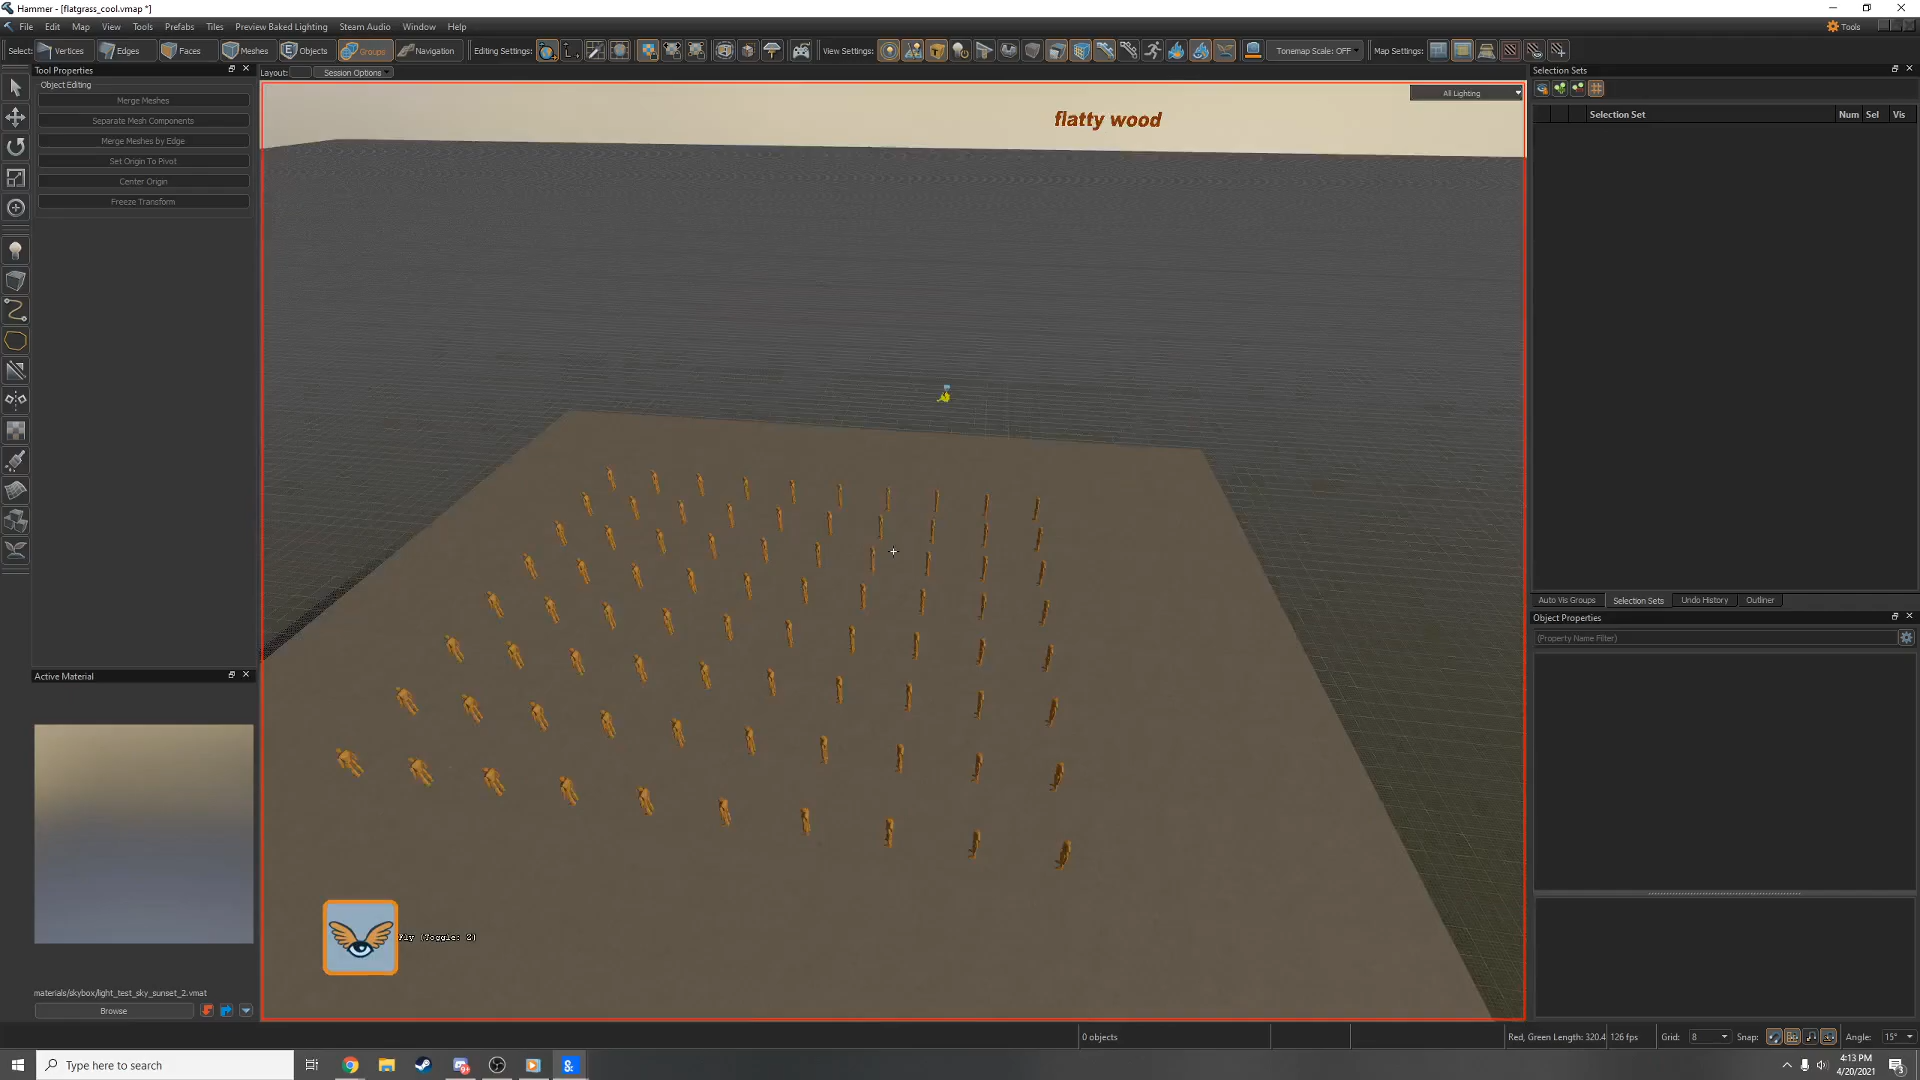 Hammer - [flatgrass_cool.vmap *]
File Edit Map View Tools Prefabs Tiles Preview Baked Lighting Steam Audio Window Help
Tools
Select: Vertices Edges Faces Meshes Objects Groups Navigation Editing Settings: View Settings: Tonemap Scale: OFF Map Settings:
Tool Properties
Layout: Session Options
Selection Sets
Object Editing
Merge Meshes
Separate Mesh Components
Merge Meshes by Edge
Set Origin To Pivot
Center Origin
Freeze Transform
All Lighting
flatty wood
Selection Set Num Sel Vis
Auto Vis Groups Selection Sets Undo History Outliner
Object Properties
(Property Name Filter)
Active Material
Fly (Toggle: Z)
materials/skybox/light_test_sky_sunset_2.vmat
Browse
0 objects
Red, Green Length: 320.4 126 fps Grid: 8 Snap: Angle: 15°
Type here to search
4:13 PM
4/20/2021